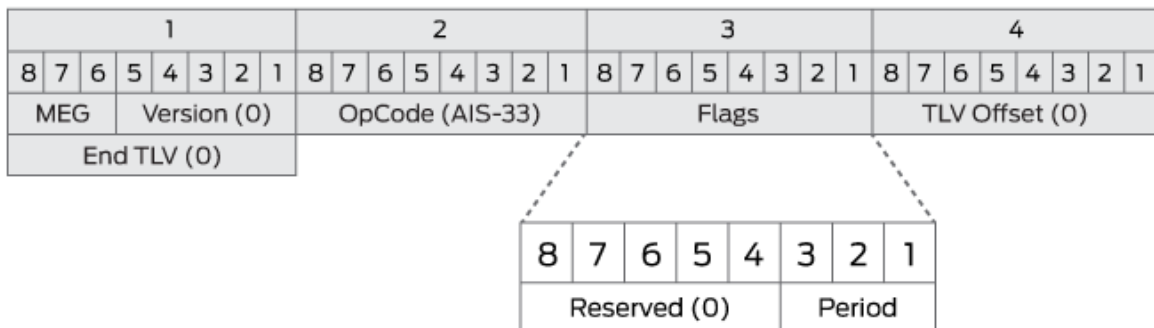 1 2 3 4
8 7 6 5 4 3 2 1 8 7 6 5 4 3 2 1 8 7 6 5 4 3 2 1 8 7 6 5 4 3 2 1
MEG Version (0) OpCode (AIS-33) Flags TLV Offset (0)
End TLV (0)
8 7 6 5 4 3 2 1
Reserved (0) Period